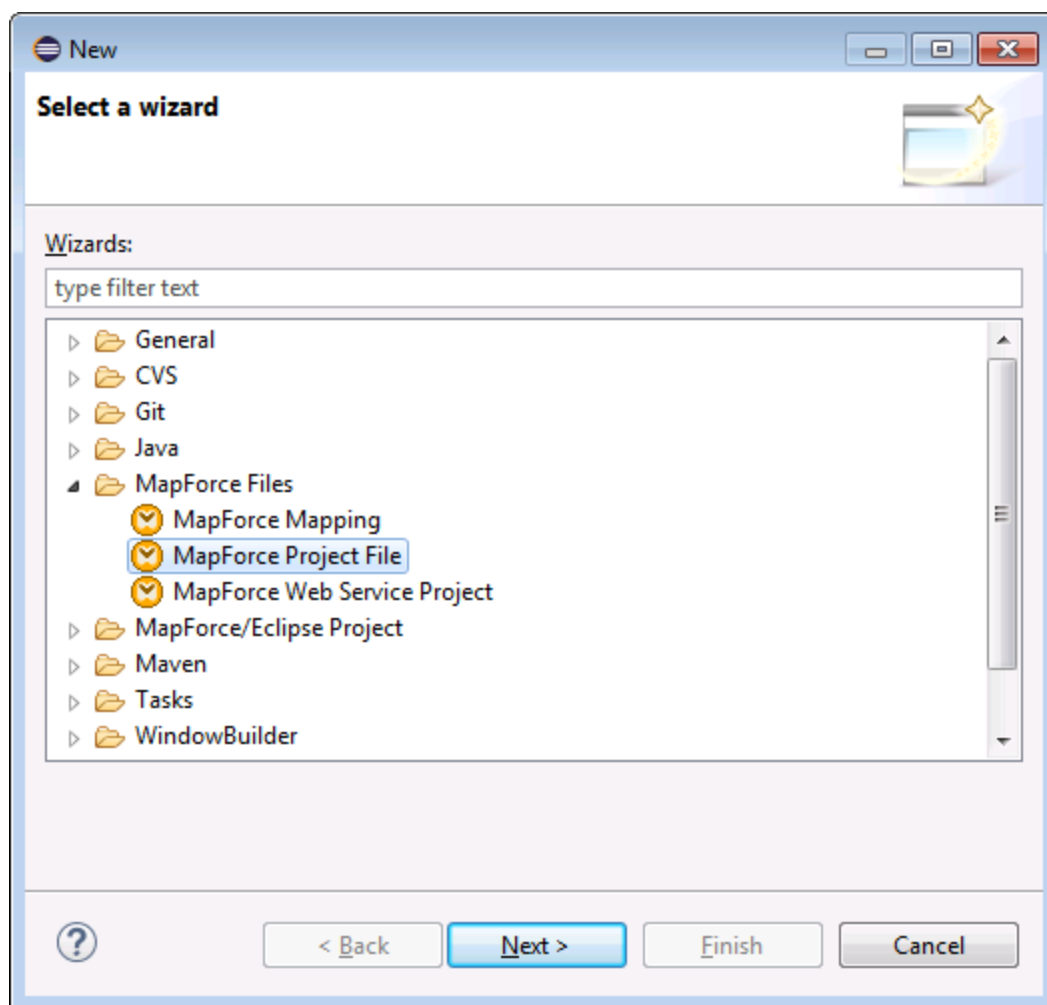 New
Select a wizard
Wizards:
type filter text
General
CVS
Git
Java
MapForce Files
MapForce Mapping
MapForce Project File
MapForce Web Service Project
MapForce/Eclipse Project
Maven
Tasks
WindowBuilder
< Back Next > Finish Cancel